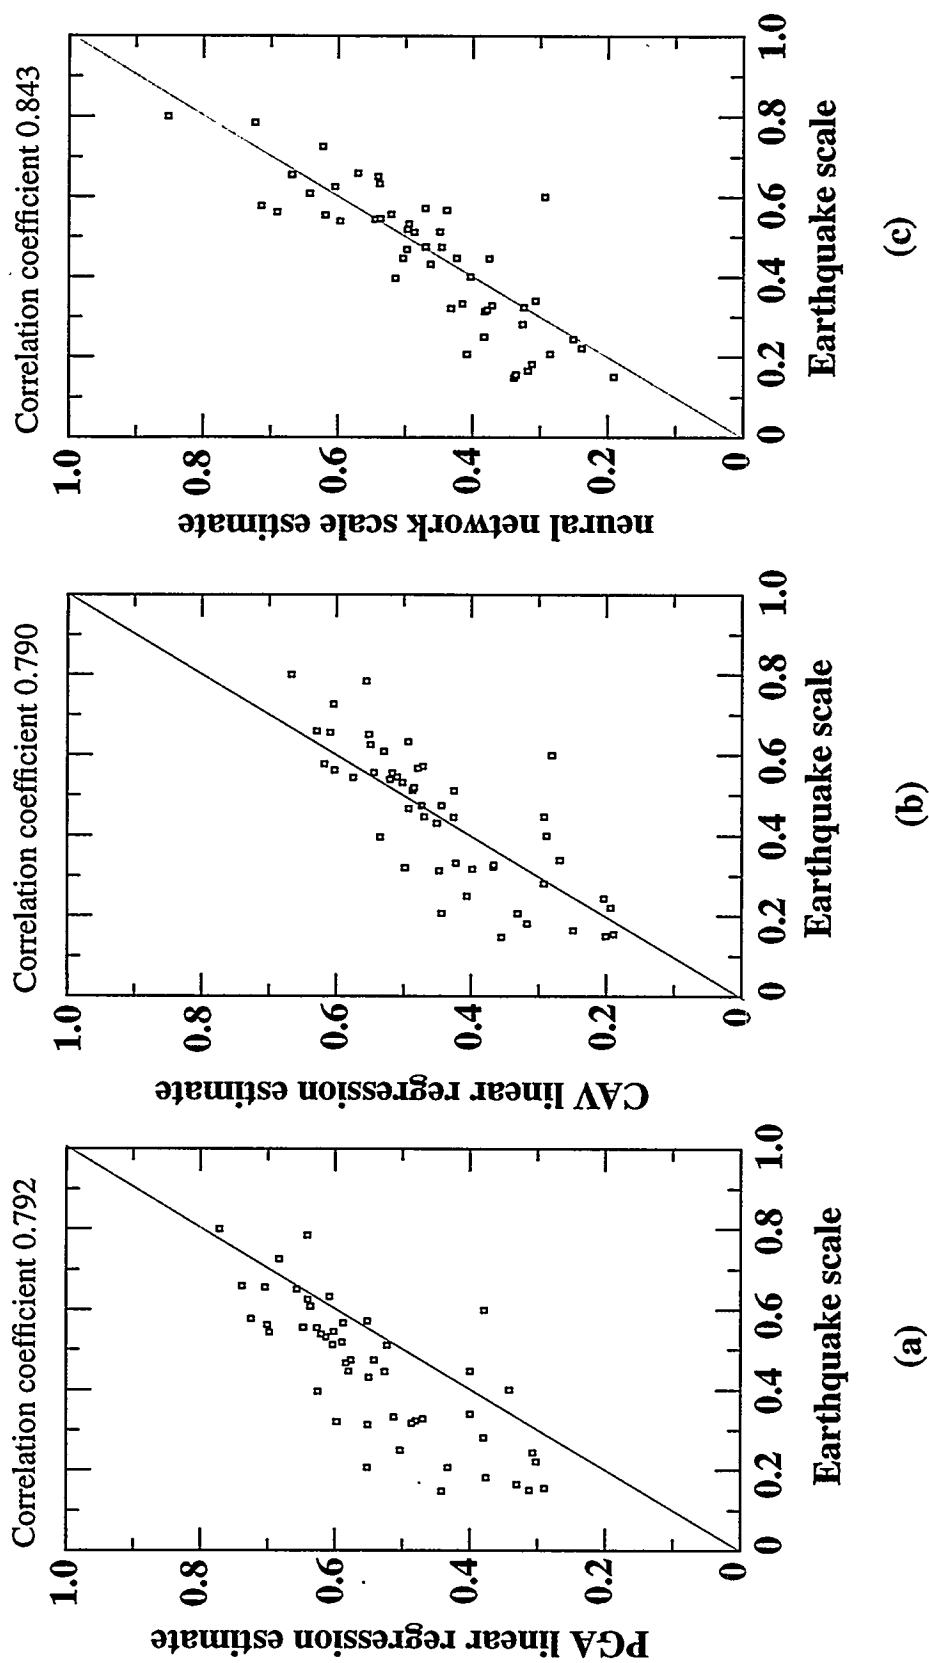 Correlation coefficient 0.792
PGA linear regression estimate
1.0
0.8
0.6
0.4
0.2
0
0 0.2 0.4 0.6 0.8 1.0
Earthquake scale
(a)
Correlation coefficient 0.790
CAV linear regression estimate
1.0
0.8
0.6
0.4
0.2
0
0 0.2 0.4 0.6 0.8 1.0
Earthquake scale
(b)
Correlation coefficient 0.843
neural network scale estimate
1.0
0.8
0.6
0.4
0.2
0
0 0.2 0.4 0.6 0.8 1.0
Earthquake scale
(c)